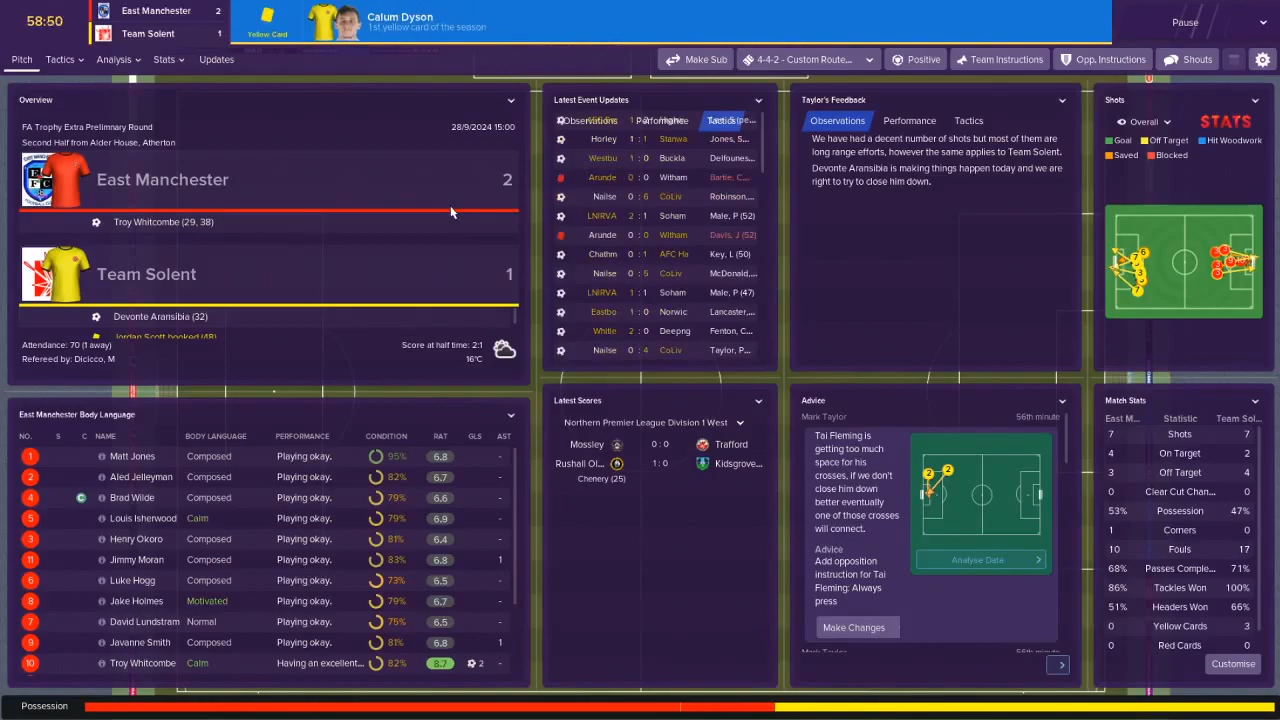 58:50
East Manchester 2
Team Solent 1
Yellow Card
Calum Dyson
1st yellow card of the season
Pause
Pitch
Tactics
Analysis
Stats
Updates
Make Sub
4-4-2 - Custom Route...
Positive
Team Instructions
Opp. Instructions
Shouts
Overview
FA Trophy Extra Prelimnary Round 28/9/2024 15:00
Second Half from Alder House, Atherton
East Manchester 2
Troy Whitcombe (29, 38)
Team Solent 1
Devonte Aransibia (32)
Jordan Scott booked (48)
Attendance: 70 (1 away) Score at half time: 2:1
Refereed by: Dicicco, M 16°C
East Manchester Body Language
NO. S C NAME BODY LANGUAGE PERFORMANCE CONDITION RAT GLS AST
1 Matt Jones Composed Playing okay. 95% 6.8 - -
2 Aled Jelleyman Composed Playing okay. 82% 6.7 - -
4 C Brad Wilde Composed Playing okay. 79% 6.6 - -
5 Louis Isherwood Calm Playing okay. 79% 6.9 - -
3 Henry Okoro Composed Playing okay. 81% 6.4 - -
11 Jimmy Moran Composed Playing okay. 83% 6.8 - 1
6 Luke Hogg Composed Playing okay. 73% 6.5 - -
8 Jake Holmes Motivated Playing okay. 79% 6.7 - -
7 David Lundstram Normal Playing okay. 75% 6.5 - -
9 Javanne Smith Composed Playing okay. 81% 6.8 - 1
10 Troy Whitcombe Calm Having an excellent... 82% 8.7 2 -
Latest Event Updates
Observations Performance Tactics
Horley 1 : 1 Stanwa Jones, S...
Westbu 1 : 0 Buckla Delfounes...
Arunde 0 : 0 Witham Bartle, C...
Nailse 0 : 6 CoLiv Robinson...
LNIRVA 2 : 1 Soham Male, P (52)
Arunde 0 : 0 Witham Davis, J (52)
Chathm 0 : 1 AFC Ha Key, L (50)
Nailse 0 : 5 CoLiv McDonald,...
LNIRVA 1 : 1 Soham Male, P (47)
Eastbo 1 : 0 Norwic Lancaster,...
Whitle 2 : 0 Deepng Fenton, C...
Nailse 0 : 4 CoLiv Taylor, P...
Latest Scores
Northern Premier League Division 1 West
Mossley 0 : 0 Trafford
Rushall Ol... 1 : 0 Kidsgrove...
Chenery (25)
Taylor's Feedback
Observations Performance Tactics
We have had a decent number of shots but most of them are
long range efforts, however the same applies to Team Solent.
Devonte Aransibia is making things happen today and we are
right to try to close him down.
Advice
Mark Taylor 56th minute
Tai Fleming is
getting too much
space for his
crosses, if we don't
close him down
better eventually
one of those crosses
will connect.
Advice
Add opposition
instruction for Tai
Fleming: Always
press
2 2
Analyse Data
Make Changes
Mark Taylor 56th minute
Shots
Overall
STATS
Goal Off Target Hit Woodwork
Saved Blocked
Match Stats
East M... Statistic Team Sol...
7 Shots 7
4 On Target 2
3 Off Target 4
0 Clear Cut Chan... 0
53% Possession 47%
1 Corners 0
10 Fouls 17
68% Passes Comple... 71%
86% Tackles Won 100%
51% Headers Won 66%
0 Yellow Cards 3
0 Red Cards 0
Customise
Possession